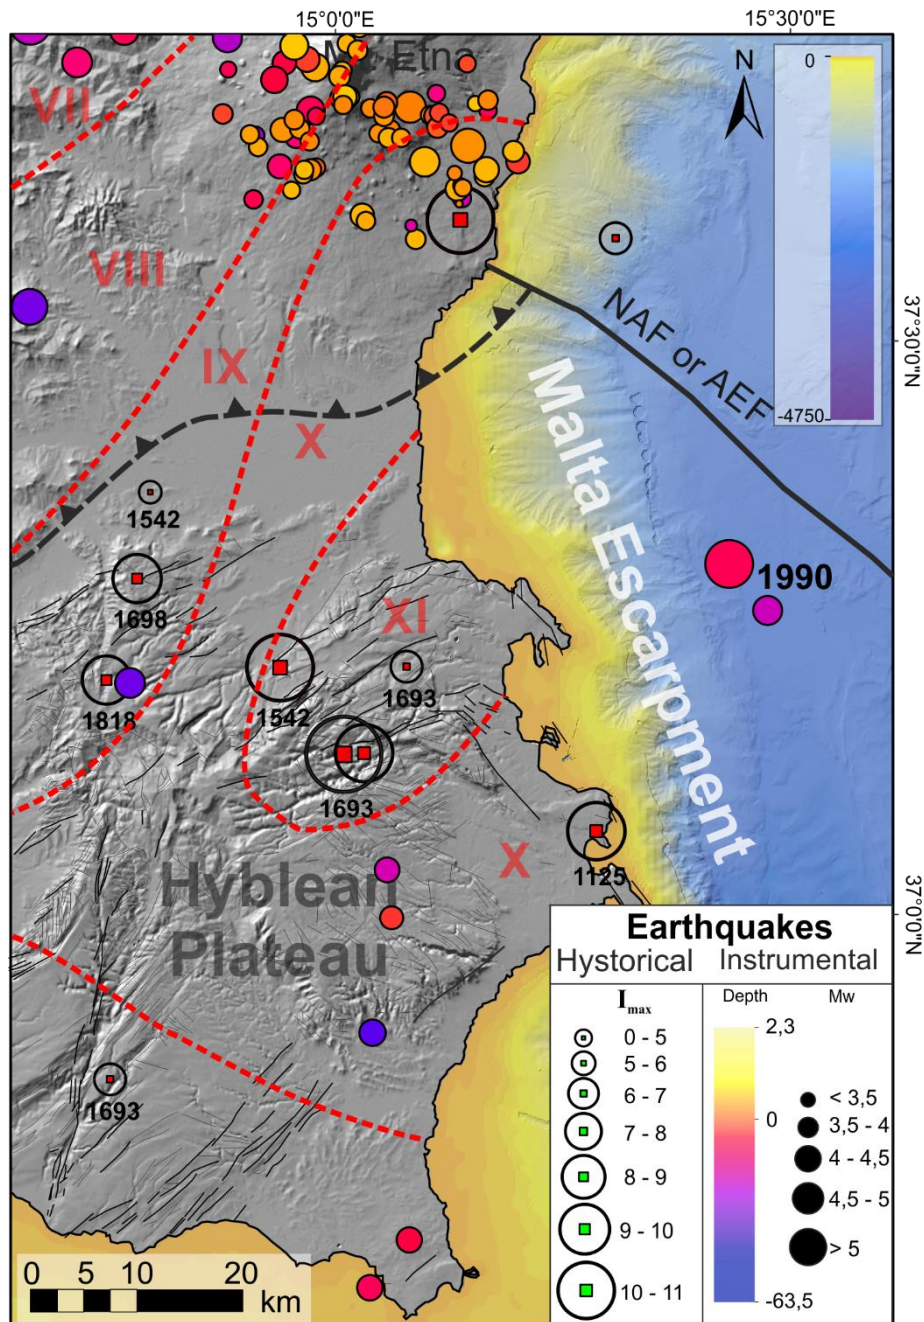 15°0'0"E
15°30'0"E
Mt. Etna
N
0
-4750
VII
VIII
IX
X
NAF or AEF
37°30'0"N
Malta Escarpment
1542
1698
1818
XI
1542
1693
1693
1990
X
1125
Hyblean
Plateau
37°0'0"N
1693
0 5 10 20
km
Earthquakes
Hystorical Instrumental
Imax
0 - 5
5 - 6
6 - 7
7 - 8
8 - 9
9 - 10
10 - 11
Depth Mw
2,3
0
-63,5
< 3,5
3,5 - 4
4 - 4,5
4,5 - 5
> 5